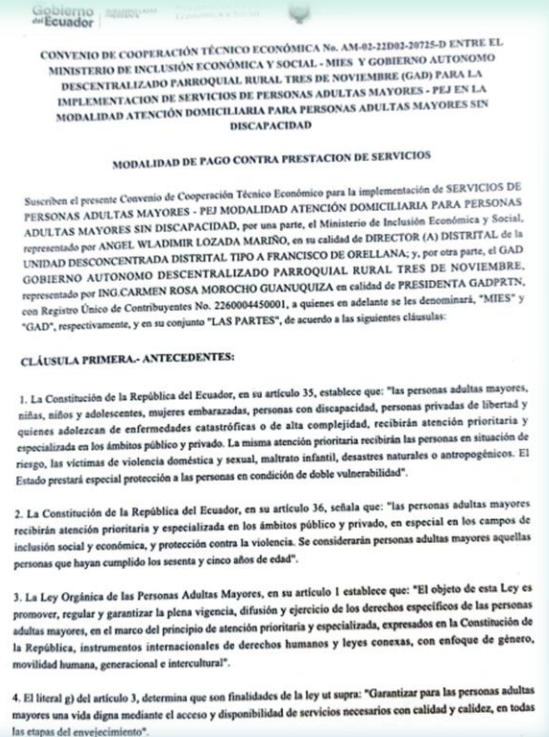 Gobierno
del Ecuador
CONVENIO DE COOPERACIÓN TÉCNICO ECONÓMICA No. AM-02-22D02-20725-D ENTRE EL
MINISTERIO DE INCLUSIÓN ECONÓMICA Y SOCIAL - MIES Y GOBIERNO AUTONOMO
DESCENTRALIZADO PARROQUIAL RURAL TRES DE NOVIEMBRE (GAD) PARA LA
IMPLEMENTACION DE SERVICIOS DE PERSONAS ADULTAS MAYORES - PEJ EN LA
MODALIDAD ATENCIÓN DOMICILIARIA PARA PERSONAS ADULTAS MAYORES SIN
DISCAPACIDAD
MODALIDAD DE PAGO CONTRA PRESTACION DE SERVICIOS
Suscriben el presente Convenio de Cooperación Técnico Económico para la implementación de SERVICIOS DE
PERSONAS ADULTAS MAYORES - PEJ MODALIDAD ATENCIÓN DOMICILIARIA PARA PERSONAS
ADULTAS MAYORES SIN DISCAPACIDAD, por una parte, el Ministerio de Inclusión Económica y Social,
representado por ANGEL WLADIMIR LOZADA MARIÑO, en su calidad de DIRECTOR (A) DISTRITAL de la
UNIDAD DESCONCENTRADA DISTRITAL TIPO A FRANCISCO DE ORELLANA; y, por otra parte, el GAD
GOBIERNO AUTONOMO DESCENTRALIZADO PARROQUIAL RURAL TRES DE NOVIEMBRE,
representado por ING.CARMEN ROSA MOROCHO GUANUQUIZA en calidad de PRESIDENTA GADPRTN,
con Registro Único de Contribuyentes No. 2260004450001, a quienes en adelante se les denominará, "MIES" y
"GAD", respectivamente, y en su conjunto "LAS PARTES", de acuerdo a las siguientes cláusulas:
CLÁUSULA PRIMERA.- ANTECEDENTES:
1. La Constitución de la República del Ecuador, en su artículo 35, establece que: "las personas adultas mayores,
niñas, niños y adolescentes, mujeres embarazadas, personas con discapacidad, personas privadas de libertad y
quienes adolezcan de enfermedades catastróficas o de alta complejidad, recibirán atención prioritaria y
especializada en los ámbitos público y privado. La misma atención prioritaria recibirán las personas en situación de
riesgo, las víctimas de violencia doméstica y sexual, maltrato infantil, desastres naturales o antropogénicos. El
Estado prestará especial protección a las personas en condición de doble vulnerabilidad".
2. La Constitución de la República del Ecuador, en su artículo 36, señala que: "las personas adultas mayores
recibirán atención prioritaria y especializada en los ámbitos público y privado, en especial en los campos de
inclusión social y económica, y protección contra la violencia. Se considerarán personas adultas mayores aquellas
personas que hayan cumplido los sesenta y cinco años de edad".
3. La Ley Orgánica de las Personas Adultas Mayores, en su artículo 1 establece que: "El objeto de esta Ley es
promover, regular y garantizar la plena vigencia, difusión y ejercicio de los derechos específicos de las personas
adultas mayores, en el marco del principio de atención prioritaria y especializada, expresados en la Constitución de
la República, instrumentos internacionales de derechos humanos y leyes conexas, con enfoque de género,
movilidad humana, generacional e intercultural".
4. El literal g) del artículo 3, determina que son finalidades de la ley ut supra: "Garantizar para las personas adultas
mayores una vida digna mediante el acceso y disponibilidad de servicios necesarios con calidad y calidez, en todas
las etapas del envejecimiento".